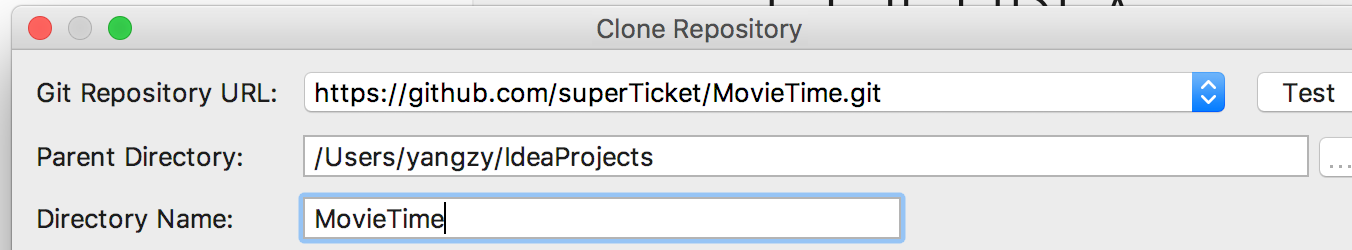 Clone Repository
Git Repository URL: https://github.com/superTicket/MovieTime.git Test
Parent Directory: /Users/yangzy/IdeaProjects ...
Directory Name: MovieTime